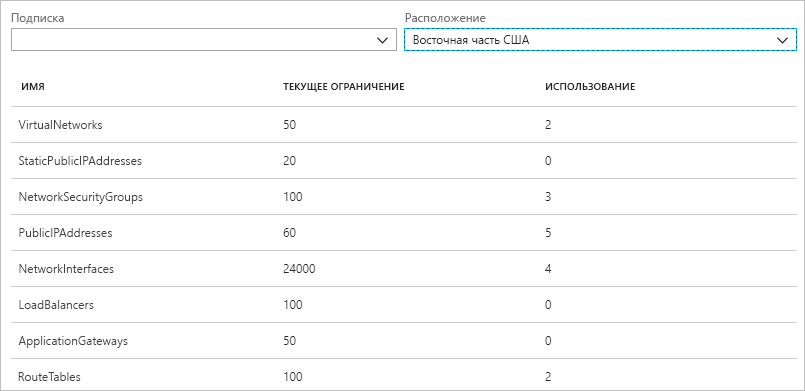 Подписка Расположение
Восточная часть США
ИМЯ ТЕКУЩЕЕ ОГРАНИЧЕНИЕ ИСПОЛЬЗОВАНИЕ
VirtualNetworks 50 2
StaticPublicIPAddresses 20 0
NetworkSecurityGroups 100 3
PublicIPAddresses 60 5
NetworkInterfaces 24000 4
LoadBalancers 100 0
ApplicationGateways 50 0
RouteTables 100 2